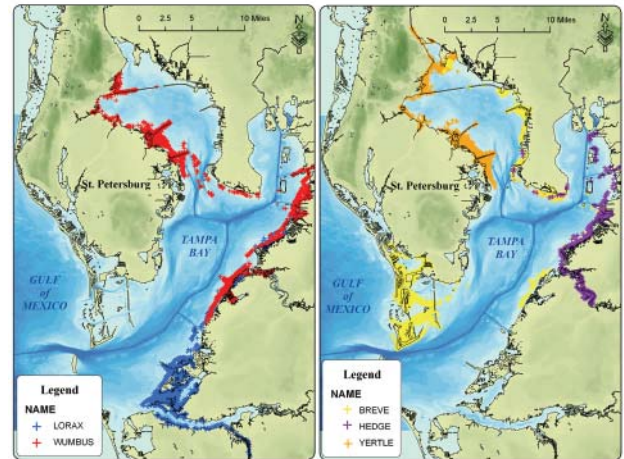 0 2.5 5 10 Miles
N
St. Petersburg
TAMPA
BAY
GULF
of
MEXICO
Legend
NAME
LORAX
WUMBUS
0 2.5 5 10 Miles
N
St. Petersburg
TAMPA
BAY
GULF
of
MEXICO
Legend
NAME
BREVE
HEDGE
YERTLE